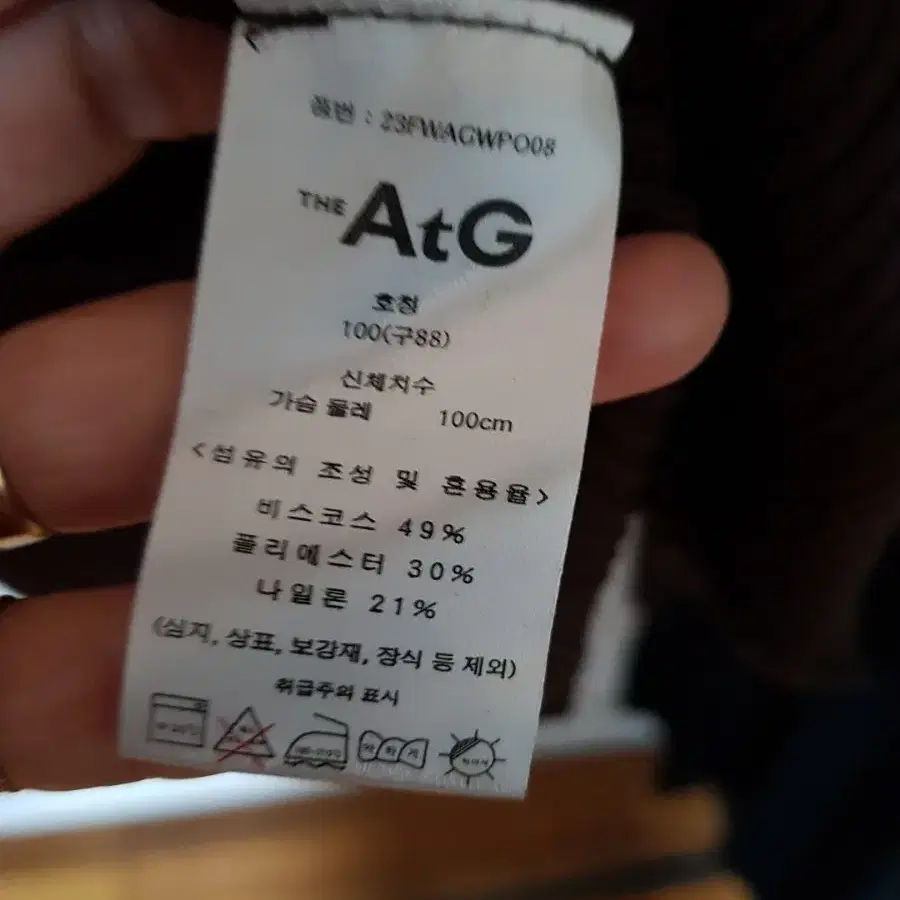 품번 : 23FWAGWPO08
THE AtG
호칭
100(구88)
신체치수
가슴 둘레 100cm
<섬유의 조성 및 혼용율>
비스코스 49%
폴리에스터 30%
나일론 21%
(심지, 상표, 보강재, 장식 등 제외)
취급주의 표시